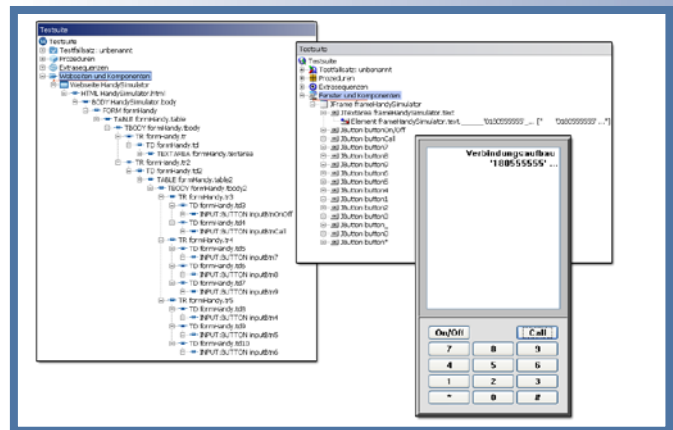 Testsuite
Testsuite
Testfallsatz: unbenannt
Prozeduren
Extrasequenzen
Webseiten und Komponenten
Webseite HandySimulator
HTML HandySimulator.html
BODY HandySimulator.body
FORM formHandy
TABLE formHandy.table
TBODY formHandy.tbody
TR formHandy.tr
TD formHandy.td
TEXTAREA formHandy.textarea
TR formHandy.tr2
TD formHandy.td2
TABLE formHandy.table2
TBODY formHandy.tbody2
TR formHandy.tr3
TD formHandy.td3
INPUT:BUTTON inputBtnOnOff
TD formHandy.td4
INPUT:BUTTON inputBtnCall
TR formHandy.tr4
TD formHandy.td5
INPUT:BUTTON inputBtn7
TD formHandy.td6
INPUT:BUTTON inputBtn8
TD formHandy.td7
INPUT:BUTTON inputBtn9
TR formHandy.tr5
TD formHandy.td8
INPUT:BUTTON inputBtn4
TD formHandy.td9
INPUT:BUTTON inputBtn5
TD formHandy.td10
INPUT:BUTTON inputBtn6
Testsuite
Testsuite
Testfallsatz: unbenannt
Prozeduren
Extrasequenzen
Fenster und Komponenten
JFrame frameHandySimulator
JTextarea frameHandySimulator.text
Element frameHandySimulator.text
JButton buttonOn/Off
JButton buttonCall
JButton button7
JButton button8
JButton button9
JButton button4
JButton button1
JButton button2
JButton button3
JButton button*
Verbindungsaufbau
'180555555' ...
On/Off Call
7 8 9
4 5 6
1 2 3
* 0 #